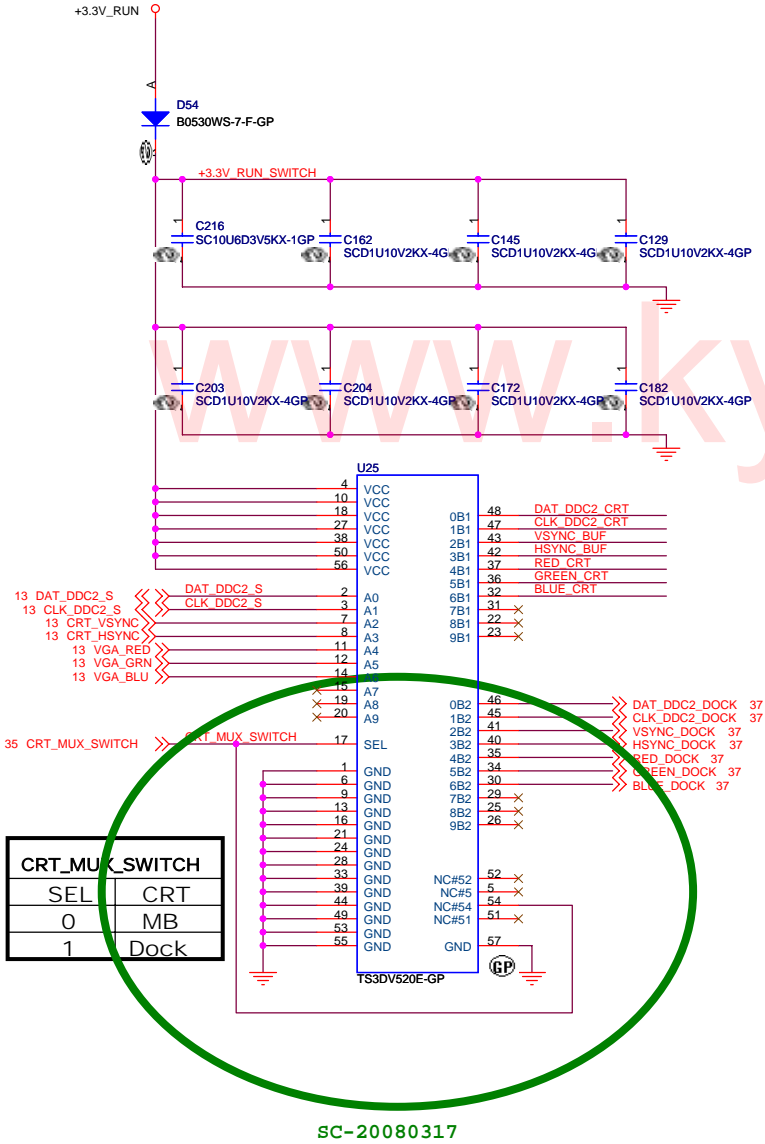 +3.3V_RUN
A
D54
B0530WS-7-F-GP
+3.3V_RUN_SWITCH
1 C216 SC10U6D3V5KX-1GP
1 C162 SCD1U10V2KX-4G
1 C145 SCD1U10V2KX-4G
1 C129 SCD1U10V2KX-4GP
www.ky
1 C203 SCD1U10V2KX-4GP
1 C204 SCD1U10V2KX-4GP
1 C172 SCD1U10V2KX-4GP
1 C182 SCD1U10V2KX-4GP
U25
4 VCC
10 VCC
18 VCC
27 VCC
38 VCC
50 VCC
56 VCC
0B1 48 DAT_DDC2_CRT
1B1 47 CLK_DDC2_CRT
2B1 43 VSYNC_BUF
3B1 42 HSYNC_BUF
4B1 37 RED_CRT
5B1 36 GREEN_CRT
6B1 32 BLUE_CRT
7B1 31
8B1 22
9B1 23
13 DAT_DDC2_S DAT_DDC2_S 2 A0
13 CLK_DDC2_S CLK_DDC2_S 3 A1
13 CRT_VSYNC 7 A2
13 CRT_HSYNC 8 A3
13 VGA_RED 11 A4
13 VGA_GRN 12 A5
13 VGA_BLU 14 A6
15 A7
19 A8
20 A9
0B2 46 DAT_DDC2_DOCK 37
1B2 45 CLK_DDC2_DOCK 37
2B2 41 VSYNC_DOCK 37
3B2 40 HSYNC_DOCK 37
4B2 35 RED_DOCK 37
5B2 34 GREEN_DOCK 37
6B2 30 BLUE_DOCK 37
7B2 29
8B2 25
9B2 26
35 CRT_MUX_SWITCH CRT_MUX_SWITCH 17 SEL
1 GND
6 GND
9 GND
13 GND
16 GND
21 GND
24 GND
28 GND
33 GND
39 GND
44 GND
49 GND
53 GND
55 GND
NC#52 52
NC#5 5
NC#54 54
NC#51 51
GND 57
GP
TS3DV520E-GP
CRT_MUX_SWITCH
SEL CRT
0 MB
1 Dock
SC-20080317